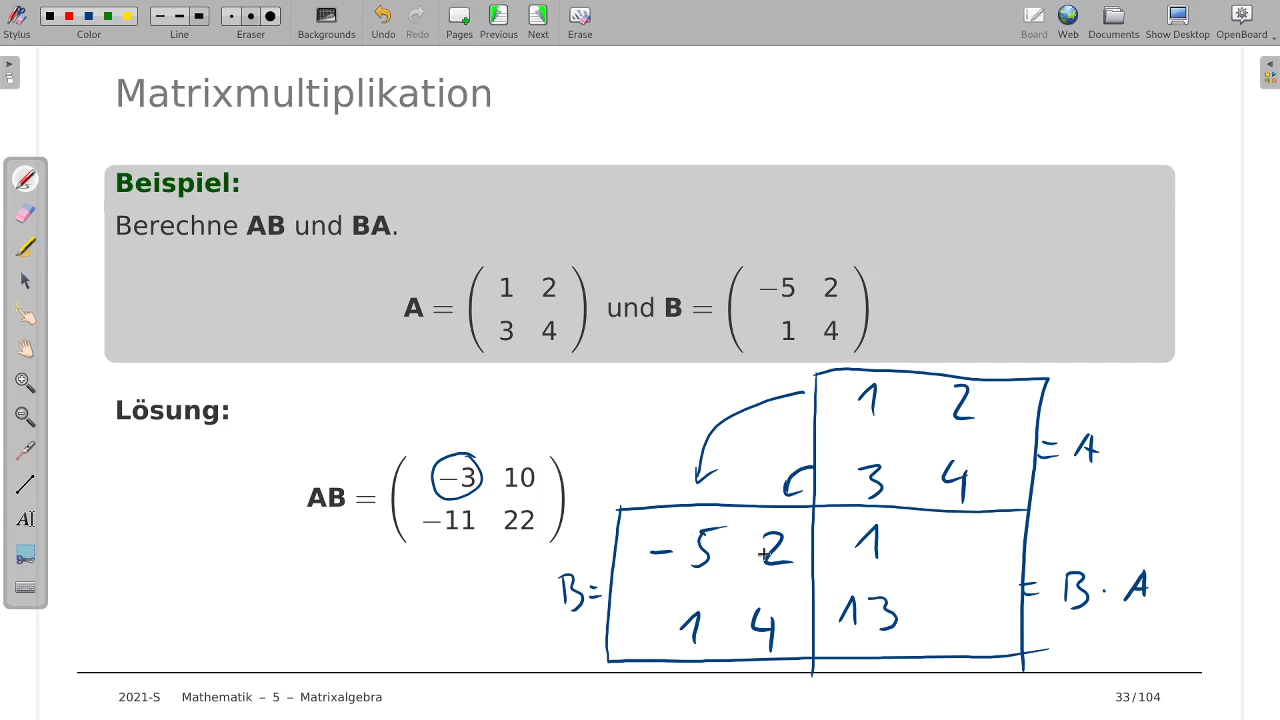 Stylus Color Line Eraser Backgrounds Undo Redo Pages Previous Next Erase Board Web Documents Show Desktop OpenBoard
Matrixmultiplikation
Beispiel:
Berechne AB und BA.
A = ( 1 2 ) und B = ( −5 2 )
( 3 4 ) ( 1 4 )
Lösung:
AB = ( −3 10 )
( −11 22 )
1 2
3 4
= A
B =
-5 2 1
1 4 13
= B · A
2021-S Mathematik – 5 – Matrixalgebra 33/104